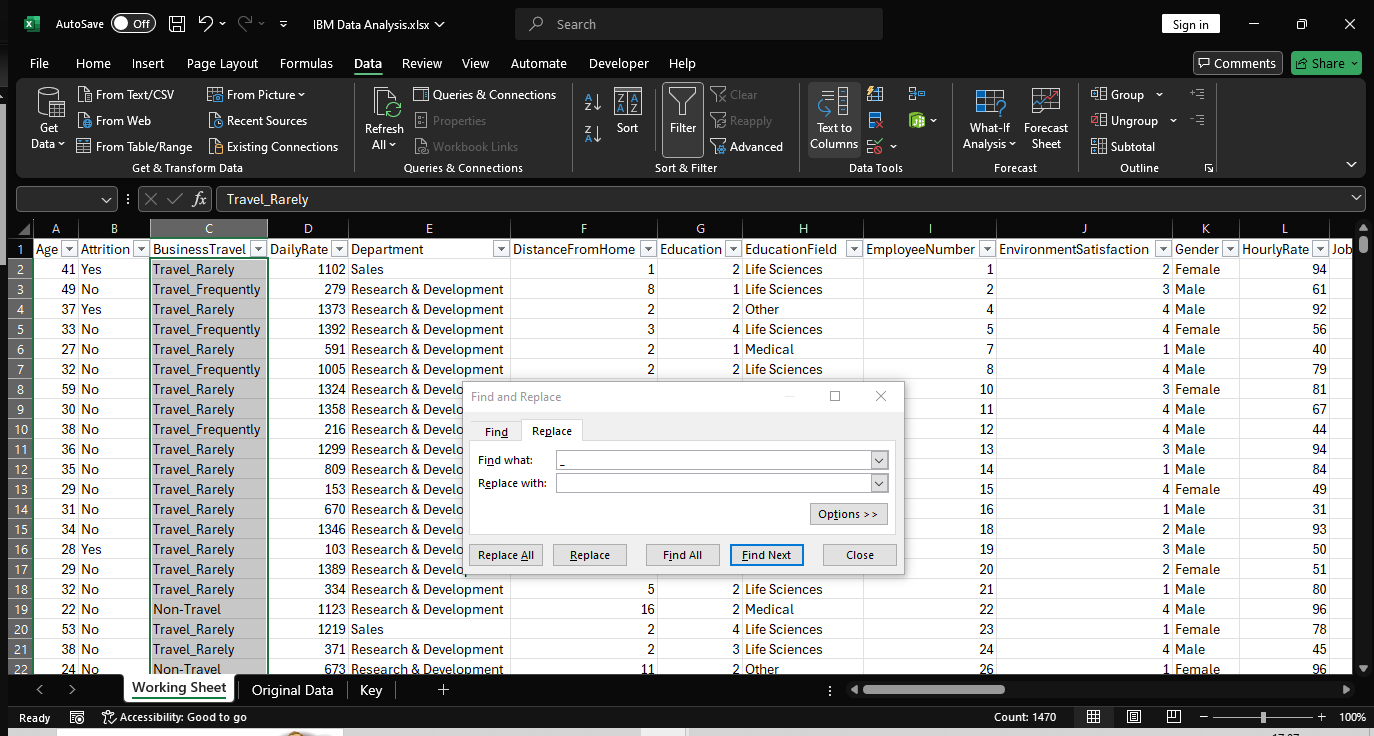 AutoSave Off IBM Data Analysis.xlsx Search Sign in
File Home Insert Page Layout Formulas Data Review View Automate Developer Help Comments Share
Get Data From Text/CSV From Web From Table/Range From Picture Recent Sources Existing Connections
Refresh All Queries & Connections Properties Workbook Links
Sort Filter Clear Reapply Advanced
Text to Columns What-If Analysis Forecast Sheet Group Ungroup Subtotal
Get & Transform Data Queries & Connections Sort & Filter Data Tools Forecast Outline
fx Travel_Rarely
A B C D E F G H I J K L
1 Age Attrition BusinessTravel DailyRate Department DistanceFromHome Education EducationField EmployeeNumber EnvironmentSatisfaction Gender HourlyRate Job
2 41 Yes Travel_Rarely 1102 Sales 1 2 Life Sciences 1 2 Female 94
3 49 No Travel_Frequently 279 Research & Development 8 1 Life Sciences 2 3 Male 61
4 37 Yes Travel_Rarely 1373 Research & Development 2 2 Other 4 4 Male 92
5 33 No Travel_Frequently 1392 Research & Development 3 4 Life Sciences 5 4 Female 56
6 27 No Travel_Rarely 591 Research & Development 2 1 Medical 7 1 Male 40
7 32 No Travel_Frequently 1005 Research & Development 2 2 Life Sciences 8 4 Male 79
8 59 No Travel_Rarely 1324 Research & Develo 10 3 Female 81
9 30 No Travel_Rarely 1358 Research & Develo 11 4 Male 67
10 38 No Travel_Frequently 216 Research & Develo 12 4 Male 44
11 36 No Travel_Rarely 1299 Research & Develo 13 3 Male 94
12 35 No Travel_Rarely 809 Research & Develo 14 1 Male 84
13 29 No Travel_Rarely 153 Research & Develo 15 4 Female 49
14 31 No Travel_Rarely 670 Research & Develo 16 1 Male 31
15 34 No Travel_Rarely 1346 Research & Develo 18 2 Male 93
16 28 Yes Travel_Rarely 103 Research & Develo 19 3 Male 50
17 29 No Travel_Rarely 1389 Research & Develo 20 2 Female 51
18 32 No Travel_Rarely 334 Research & Development 5 2 Life Sciences 21 1 Male 80
19 22 No Non-Travel 1123 Research & Development 16 2 Medical 22 4 Male 96
20 53 No Travel_Rarely 1219 Sales 2 4 Life Sciences 23 1 Female 78
21 38 No Travel_Rarely 371 Research & Development 2 3 Life Sciences 24 4 Male 45
22 24 No Non-Travel 673 Research & Development 11 2 Other 26 1 Female 96
Find and Replace
Find Replace
Find what: _
Replace with:
Options >>
Replace All Replace Find All Find Next Close
Working Sheet Original Data Key
Ready Accessibility: Good to go Count: 1470 100%